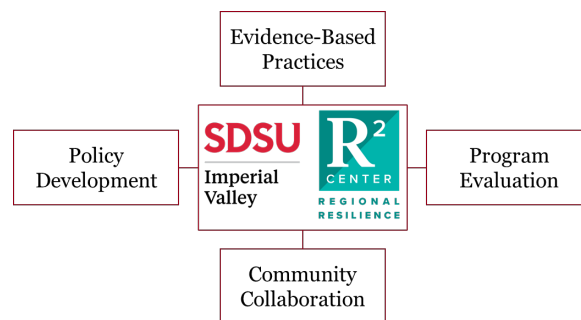 Evidence-Based
Practices
Policy
Development
SDSU
Imperial
Valley
R²
CENTER
REGIONAL
RESILIENCE
Program
Evaluation
Community
Collaboration